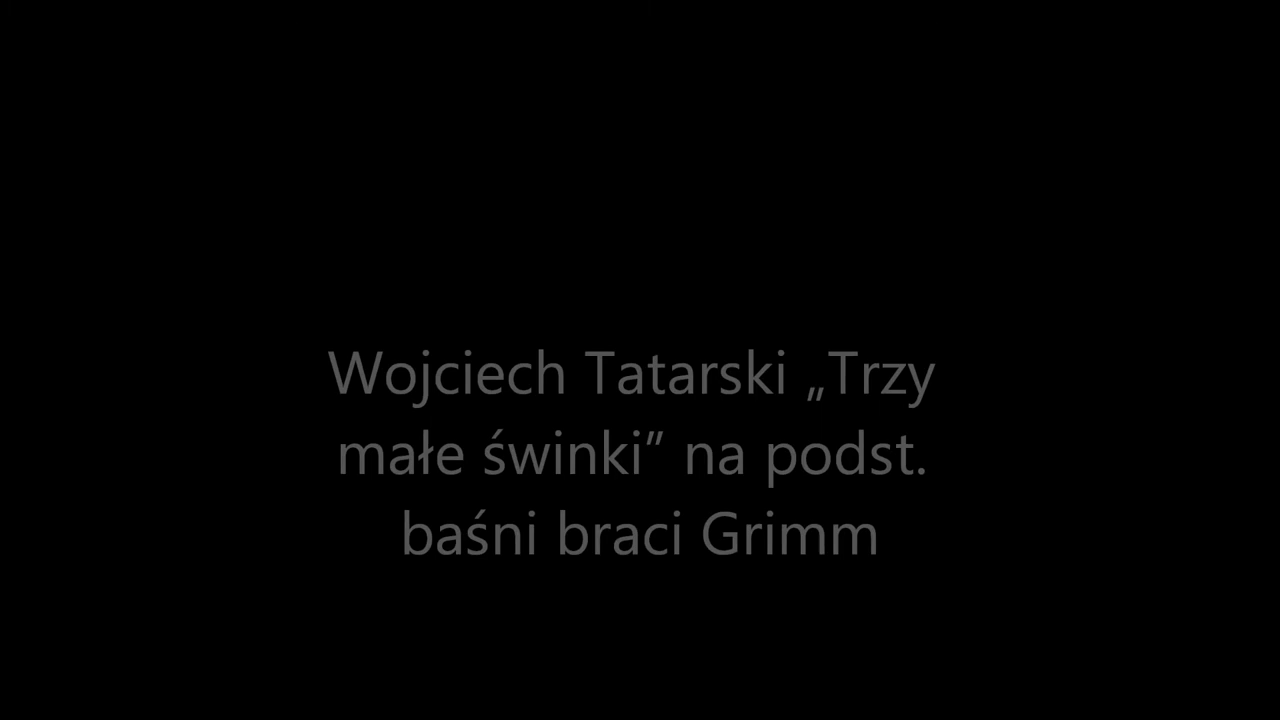 Wojciech Tatarski „Trzy
małe świnki” na podst.
baśni braci Grimm